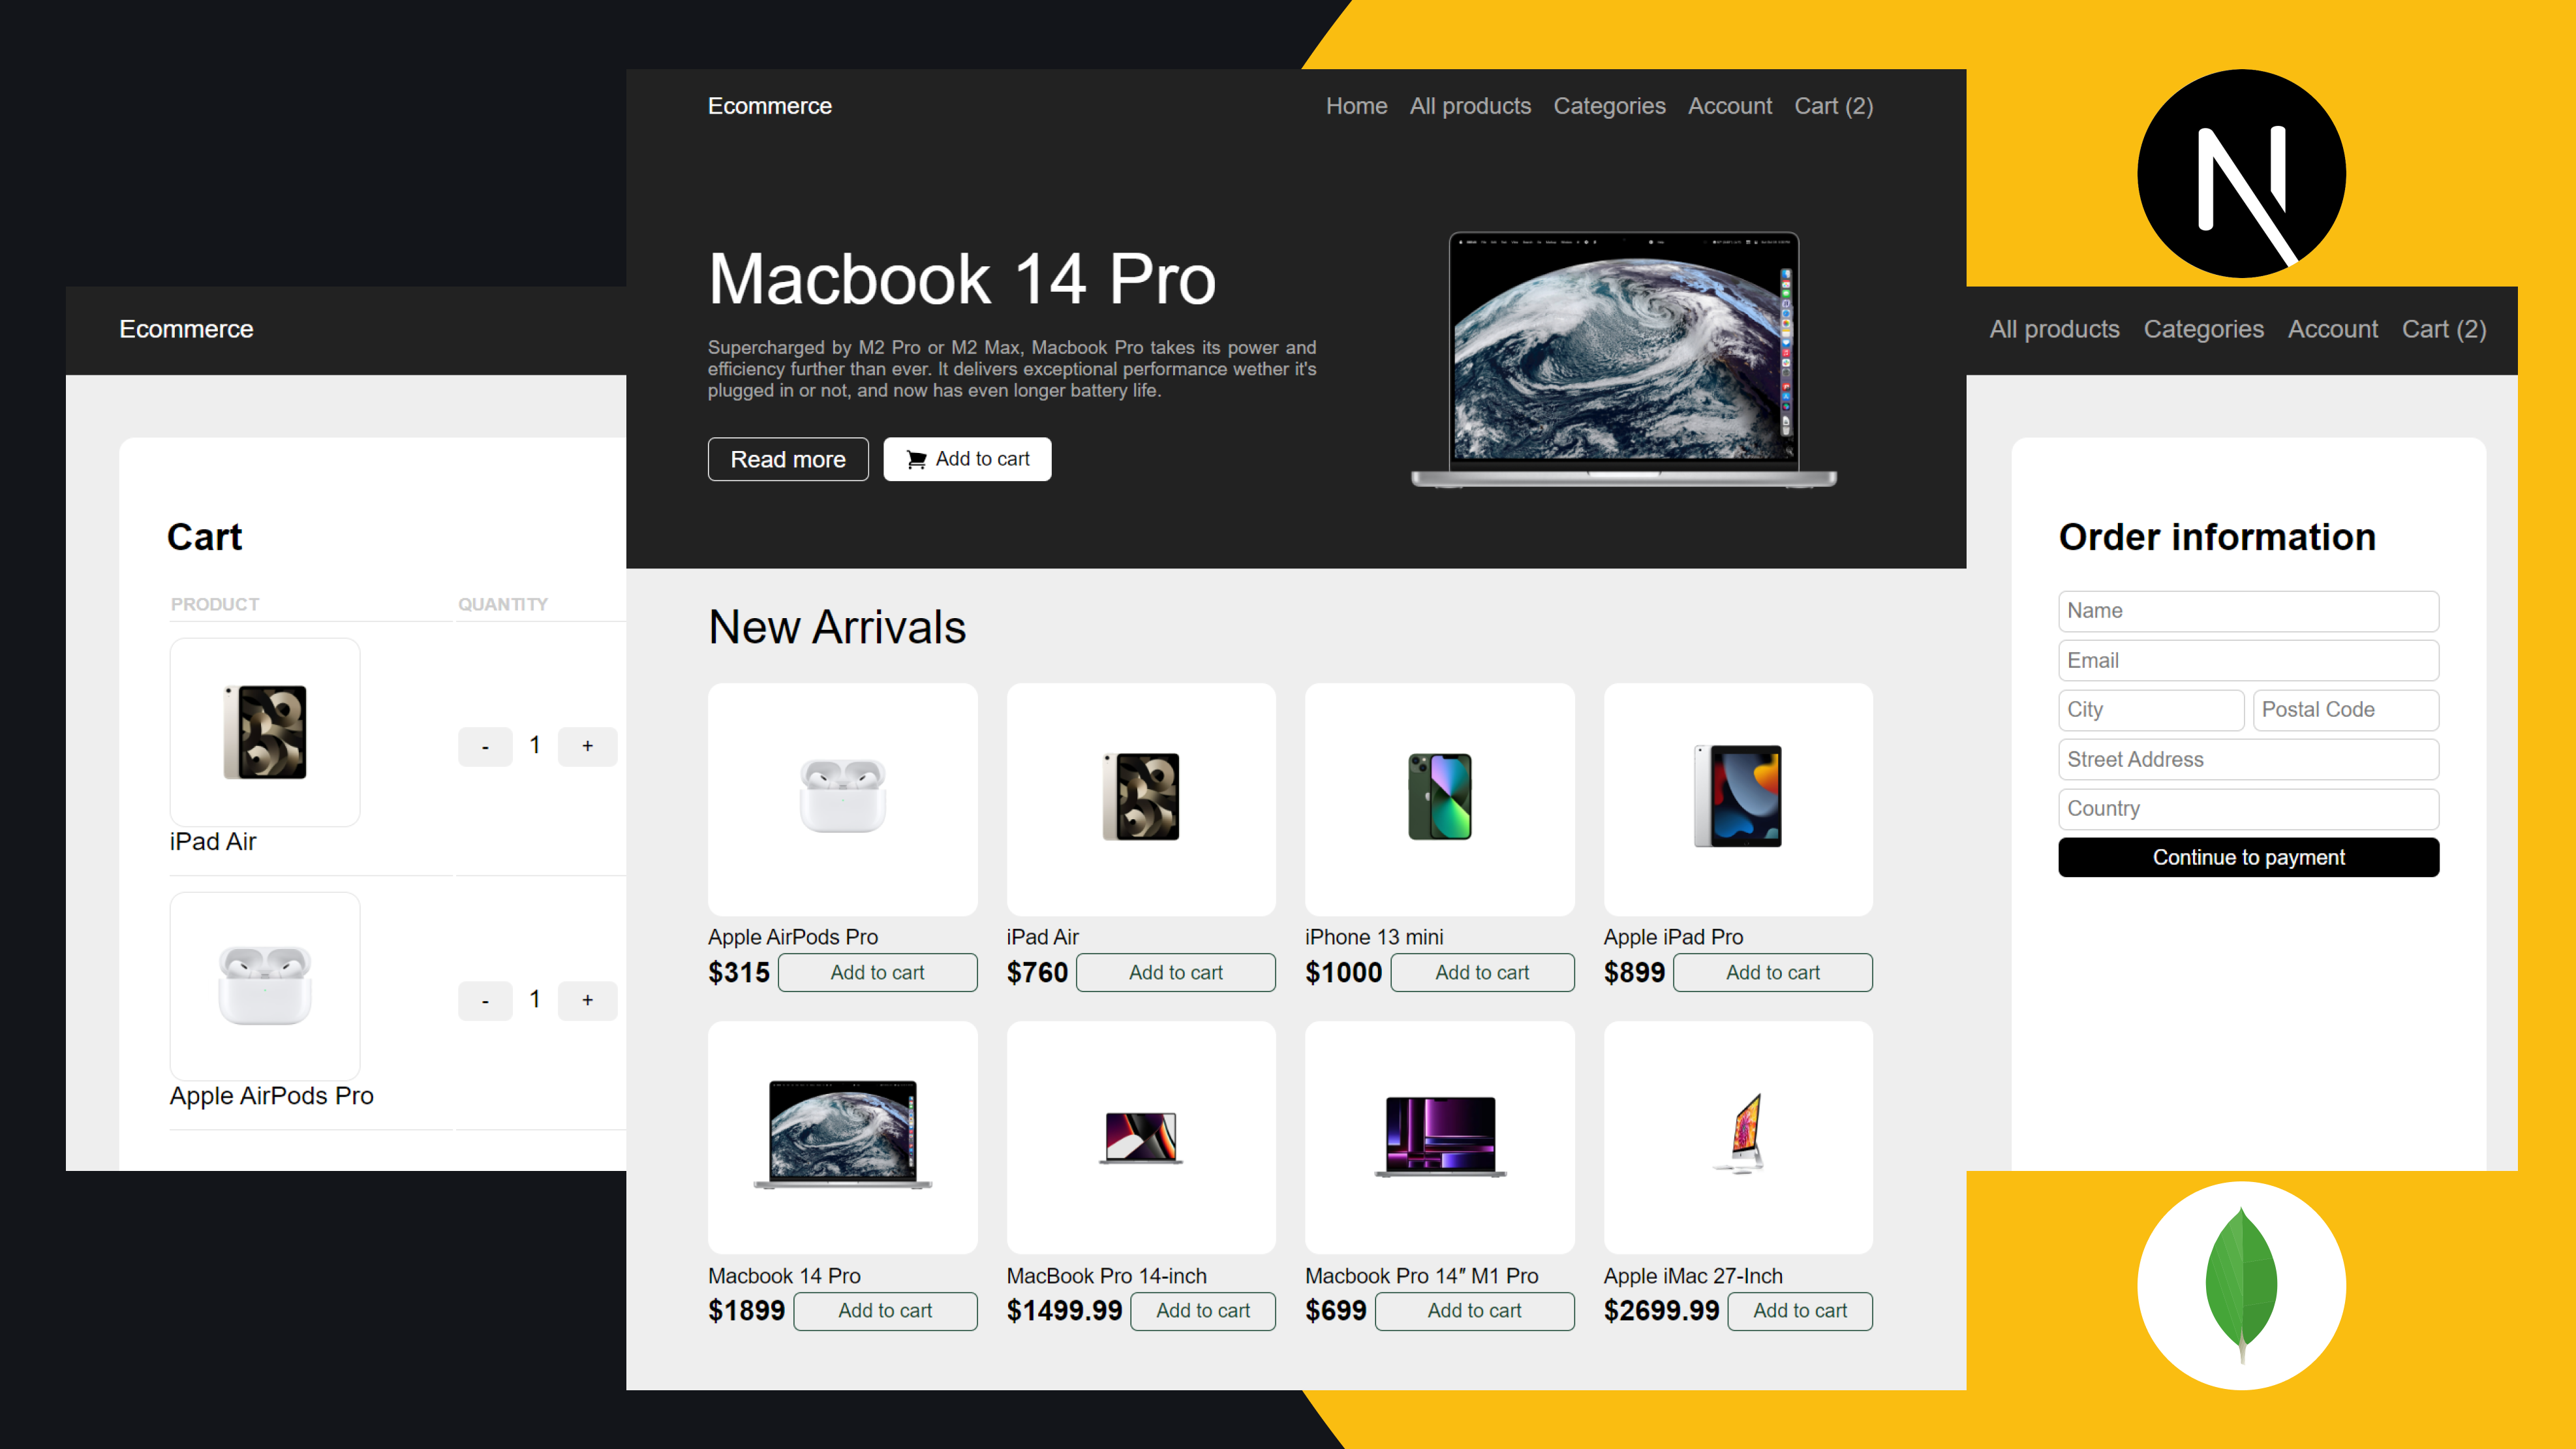 Ecommerce
Home All products Categories Account Cart (2)
Macbook 14 Pro
Supercharged by M2 Pro or M2 Max, Macbook Pro takes its power and
efficiency further than ever. It delivers exceptional performance wether it's
plugged in or not, and now has even longer battery life.
Read more Add to cart
New Arrivals
Apple AirPods Pro
$315 Add to cart
iPad Air
$760 Add to cart
iPhone 13 mini
$1000 Add to cart
Apple iPad Pro
$899 Add to cart
Macbook 14 Pro
$1899 Add to cart
MacBook Pro 14-inch
$1499.99 Add to cart
Macbook Pro 14″ M1 Pro
$699 Add to cart
Apple iMac 27-Inch
$2699.99 Add to cart
Ecommerce
Cart
PRODUCT QUANTITY
- 1 +
iPad Air
- 1 +
Apple AirPods Pro
All products Categories Account Cart (2)
Order information
Name
Email
City Postal Code
Street Address
Country
Continue to payment